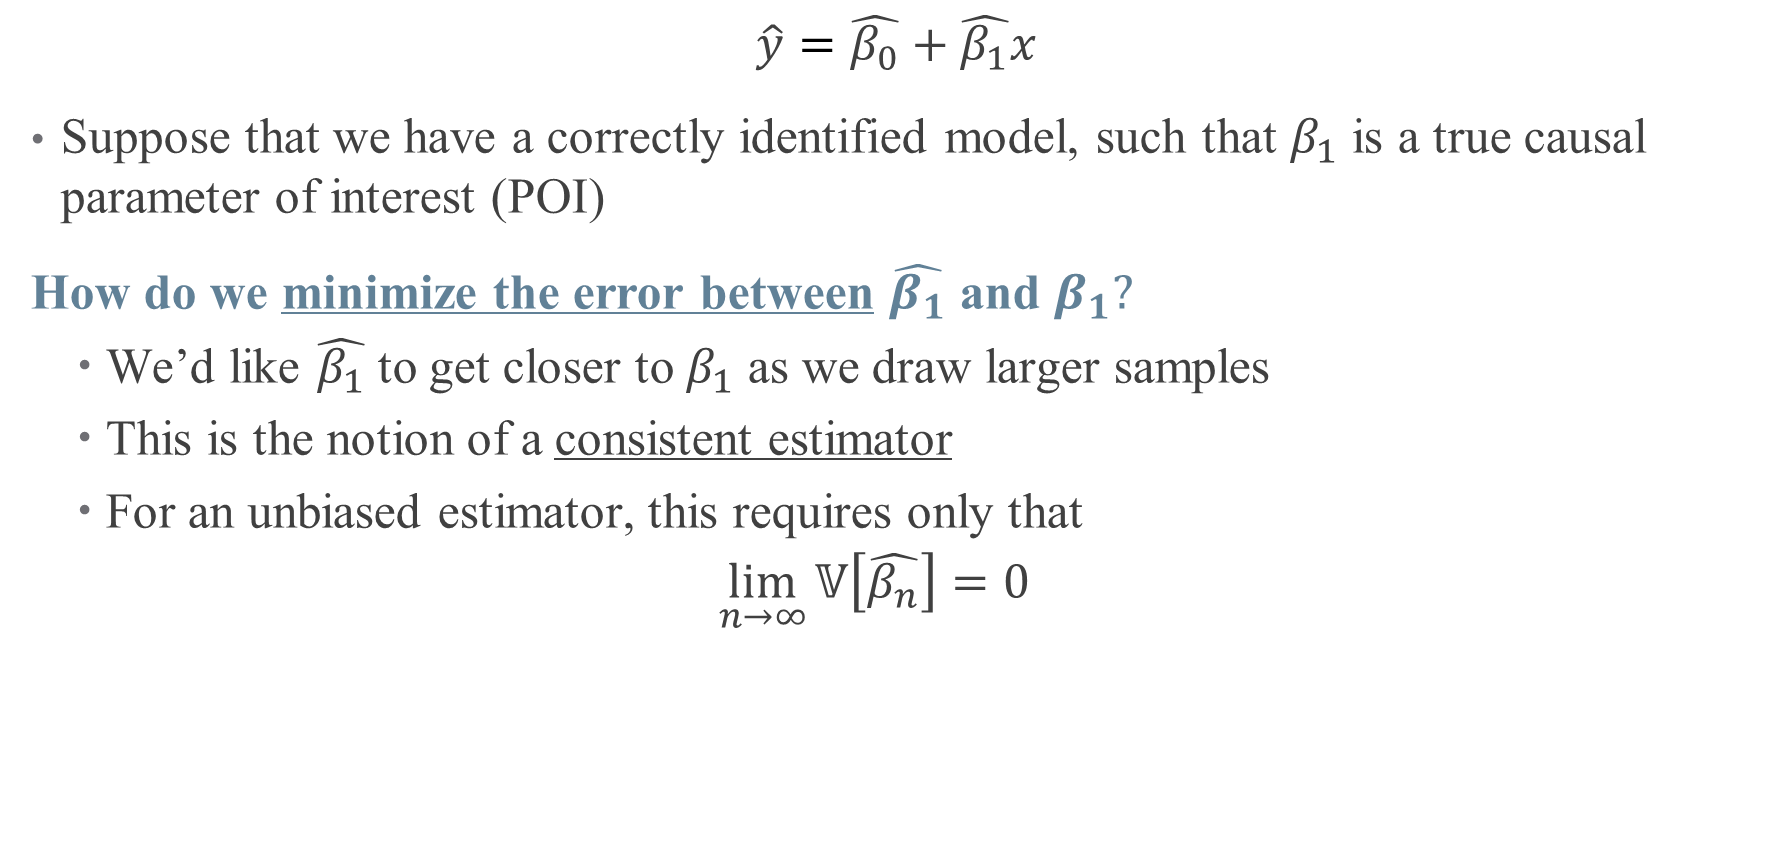 ŷ = β̂₀ + β̂₁x
• Suppose that we have a correctly identified model, such that β₁ is a true causal
parameter of interest (POI)
How do we minimize the error between β̂₁ and β₁?
• We’d like β̂₁ to get closer to β₁ as we draw larger samples
• This is the notion of a consistent estimator
• For an unbiased estimator, this requires only that
lim 𝕍[β̂ₙ] = 0
n→∞